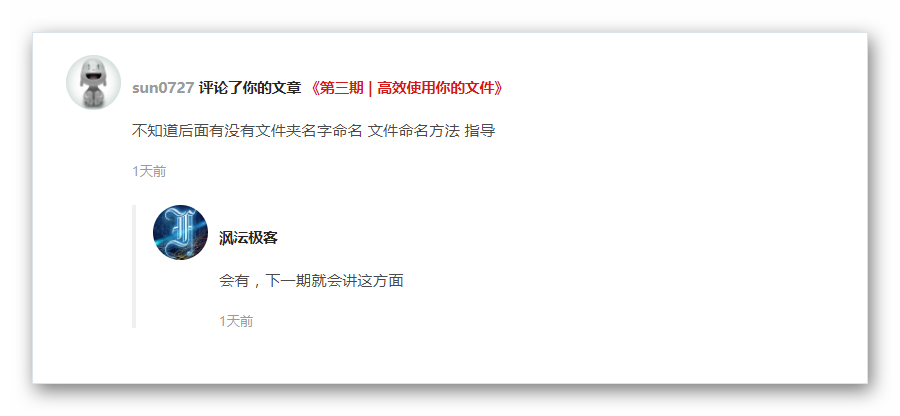 sun0727 评论了你的文章 《第三期 | 高效使用你的文件》
不知道后面有没有文件夹名字命名 文件命名方法 指导
1天前
沨沄极客
会有，下一期就会讲这方面
1天前